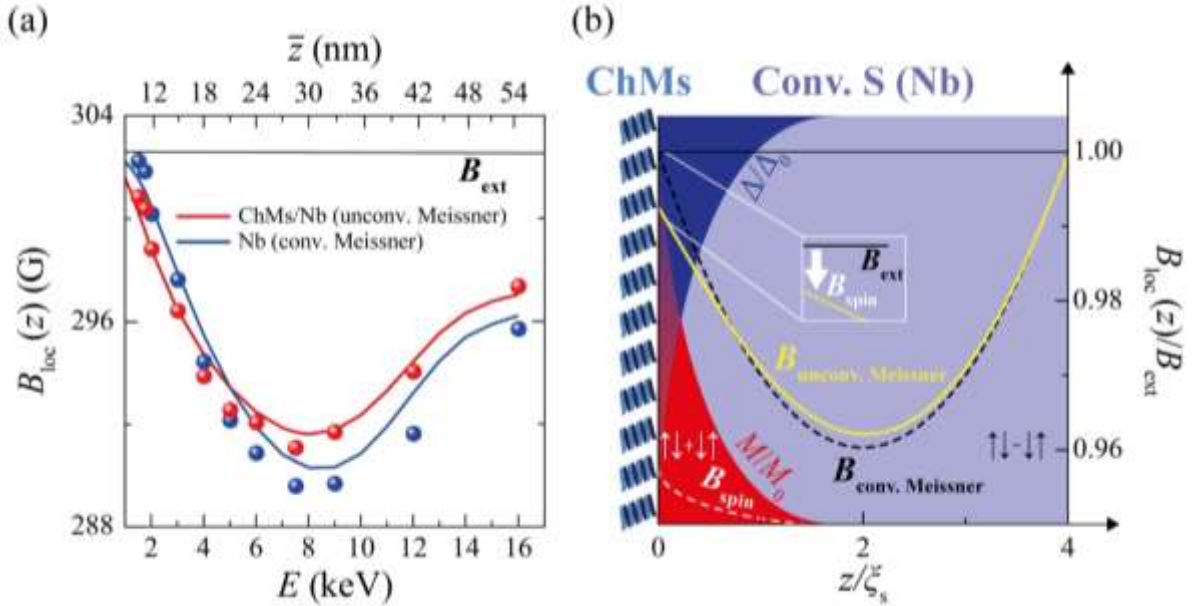 (a)
z̅ (nm)
12 18 24 30 36 42 48 54
304
296
288
B_loc (z) (G)
B_ext
ChMs/Nb (unconv. Meissner)
Nb (conv. Meissner)
2 4 6 8 10 12 14 16
E (keV)
(b)
ChMs Conv. S (Nb)
Δ/Δ_0
B_ext
B_spin
B_unconv. Meissner
B_conv. Meissner
↑↓+↓↑
M/M_0
B_spin
↑↓−↓↑
1.00
0.98
0.96
B_loc (z)/B_ext
0 2 4
z/ξ_s